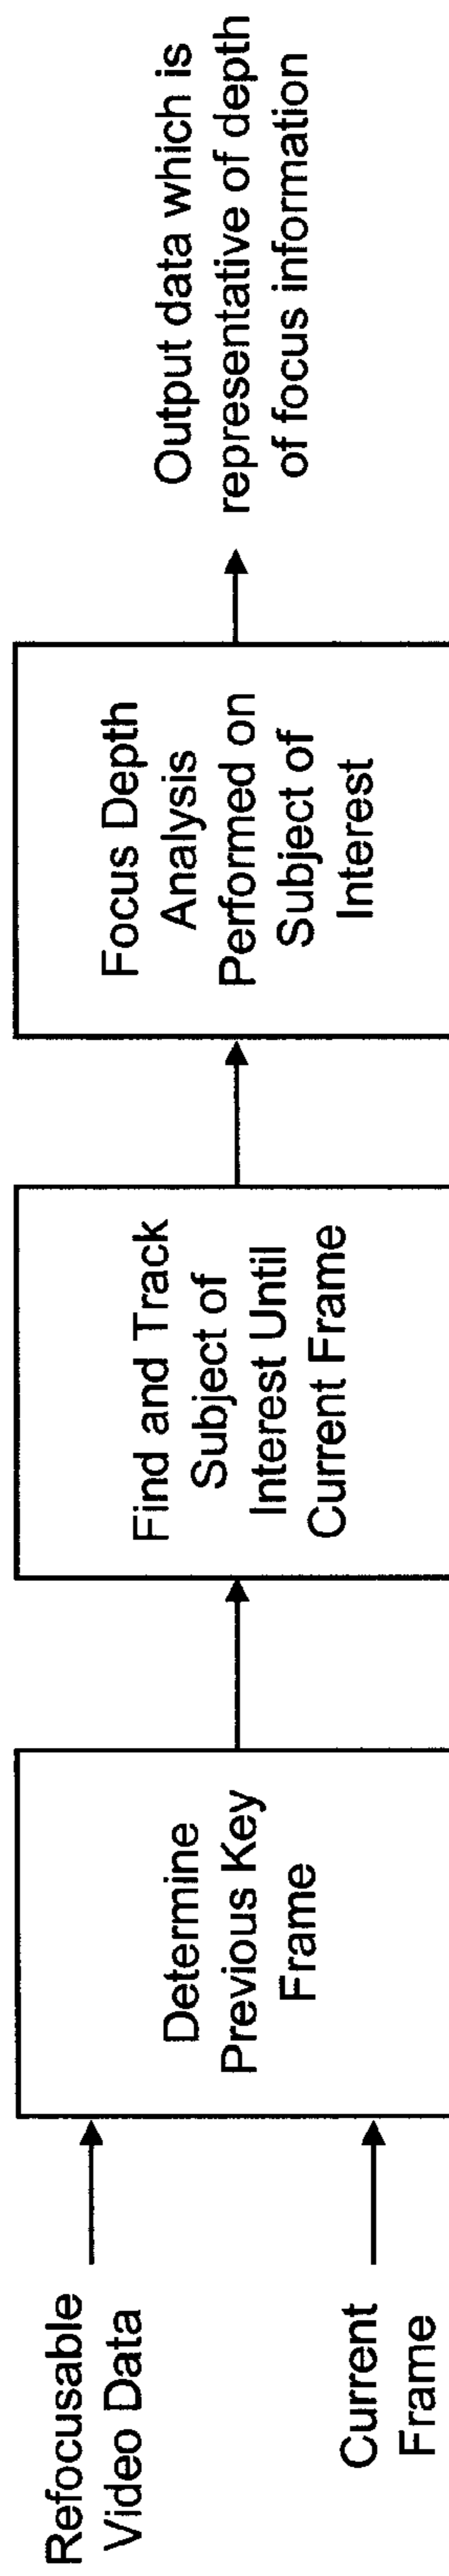 Refocusable
Video Data
Current
Frame
Determine
Previous Key
Frame
Find and Track
Subject of
Interest Until
Current Frame
Focus Depth
Analysis
Performed on
Subject of
Interest
Output data which is
representative of depth
of focus information